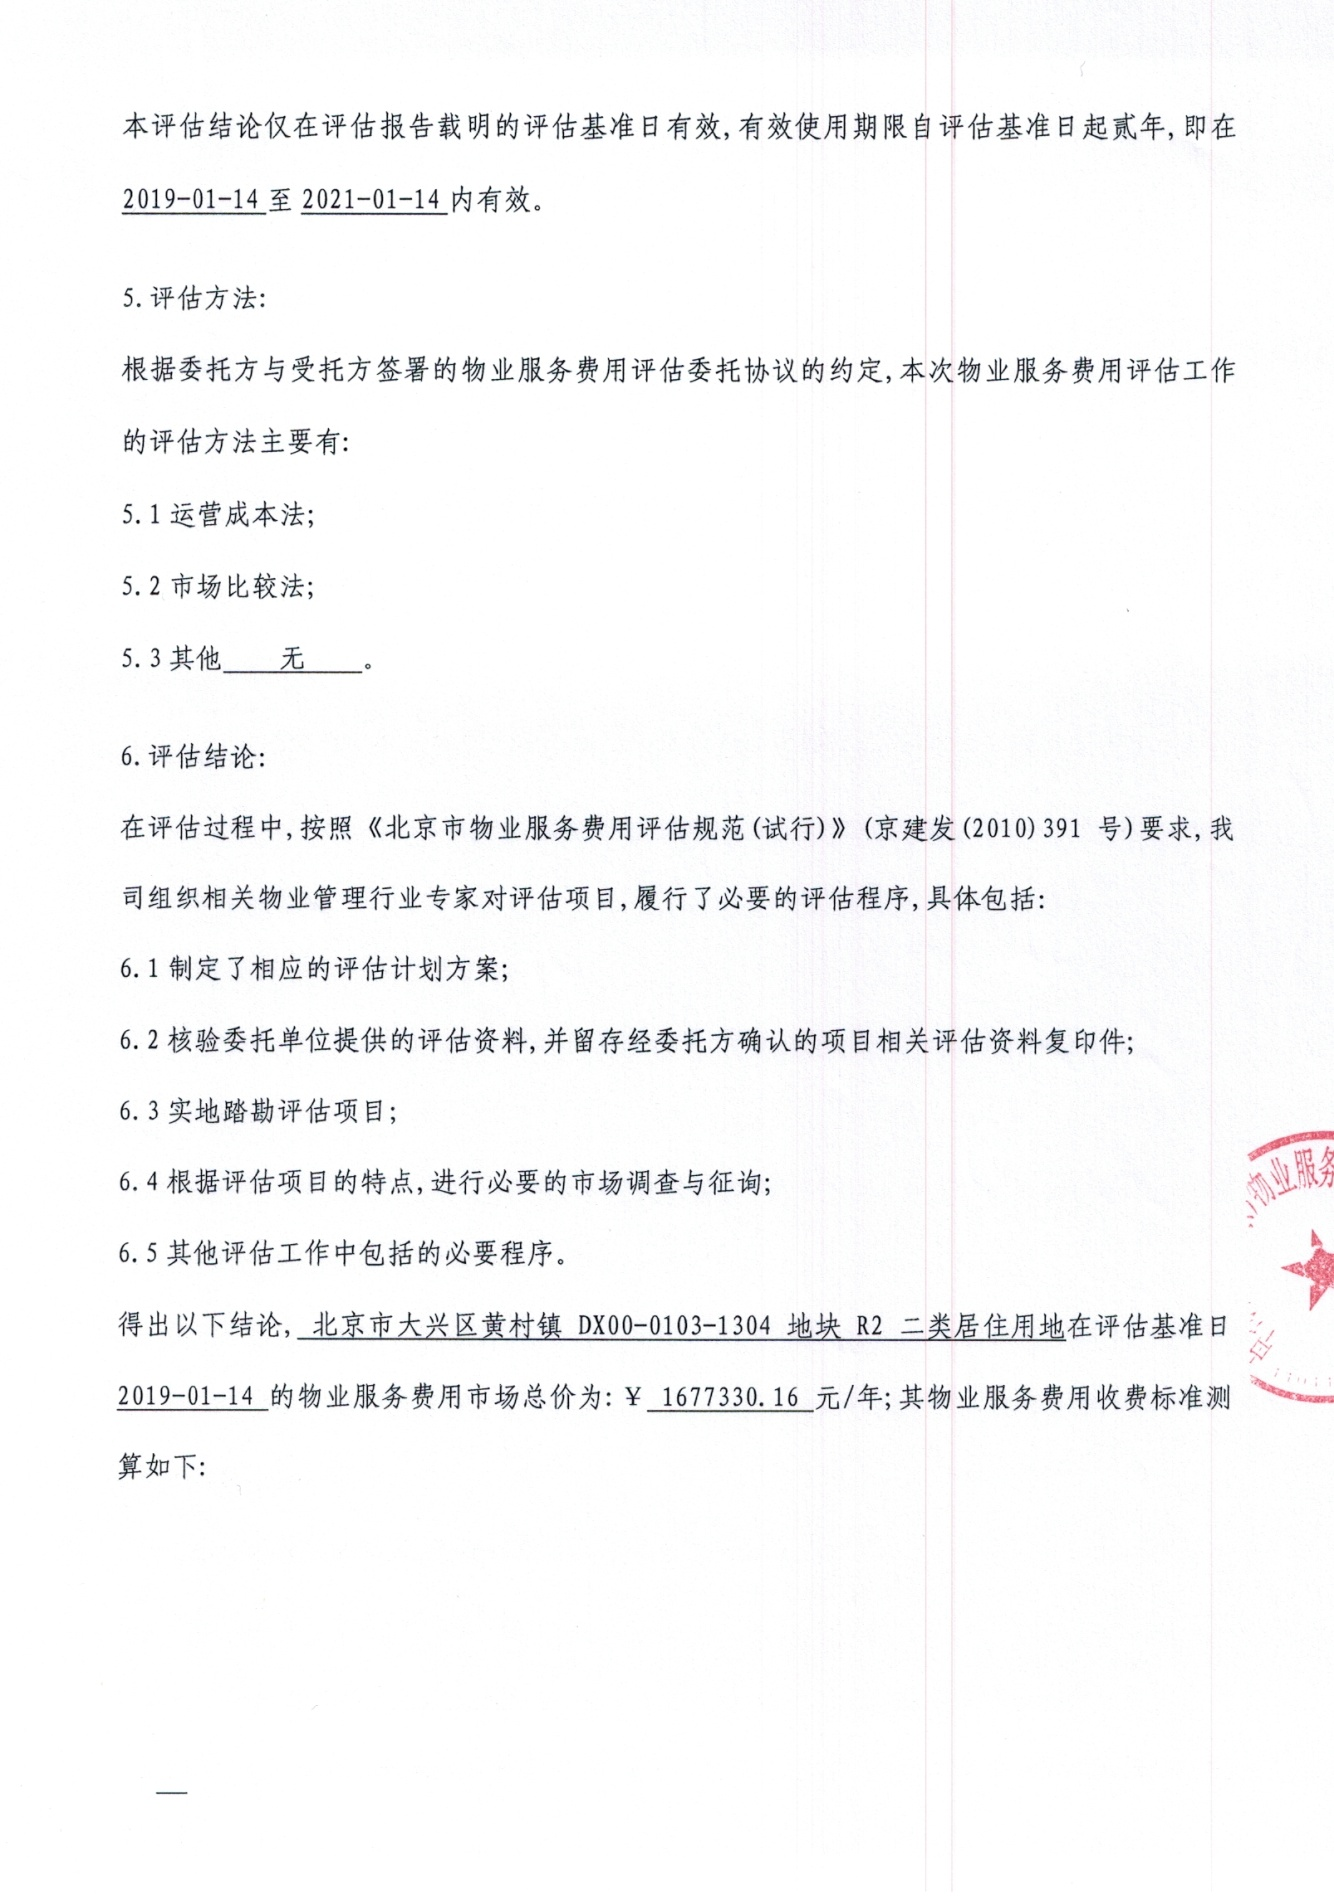 本评估结论仅在评估报告载明的评估基准日有效,有效使用期限自评估基准日起贰年,即在
2019-01-14至2021-01-14内有效。
5.评估方法:
根据委托方与受托方签署的物业服务费用评估委托协议的约定,本次物业服务费用评估工作
的评估方法主要有:
5.1运营成本法;
5.2市场比较法;
5.3其他 无 。
6.评估结论:
在评估过程中,按照《北京市物业服务费用评估规范(试行)》(京建发(2010)391 号)要求,我
司组织相关物业管理行业专家对评估项目,履行了必要的评估程序,具体包括:
6.1制定了相应的评估计划方案;
6.2核验委托单位提供的评估资料,并留存经委托方确认的项目相关评估资料复印件;
6.3实地踏勘评估项目;
6.4根据评估项目的特点,进行必要的市场调查与征询;
6.5其他评估工作中包括的必要程序。
得出以下结论, 北京市大兴区黄村镇 DX00-0103-1304 地块 R2 二类居住用地在评估基准日
2019-01-14 的物业服务费用市场总价为:¥ 1677330.16 元/年;其物业服务费用收费标准测
算如下:
物业服务